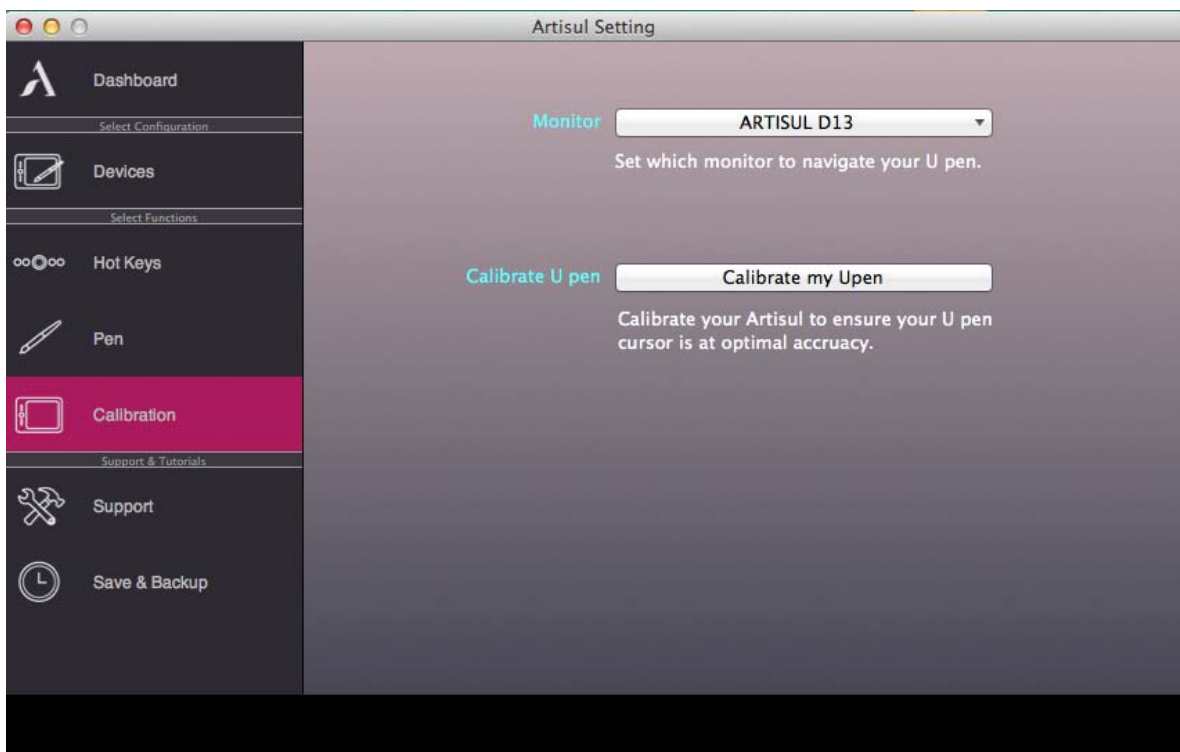 Artisul Setting
Dashboard
Select Configuration
Devices
Select Functions
Hot Keys
Pen
Calibration
Support & Tutorials
Support
Save & Backup
Monitor
ARTISUL D13
Set which monitor to navigate your U pen.
Calibrate U pen
Calibrate my Upen
Calibrate your Artisul to ensure your U pen
cursor is at optimal accruacy.